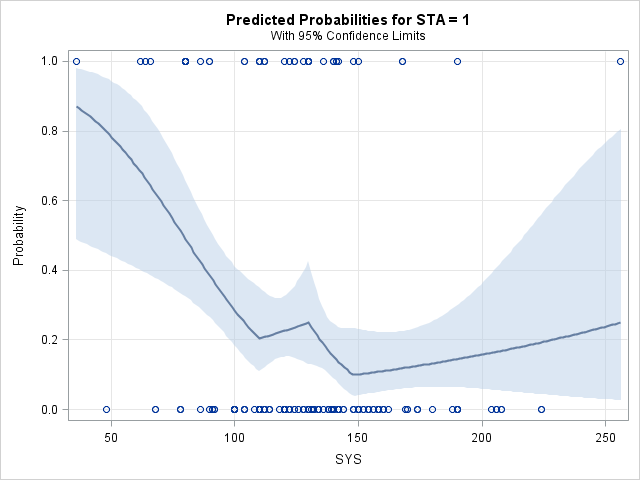 Predicted Probabilities for STA = 1
With 95% Confidence Limits
1.0
0.8
0.6
0.4
0.2
0.0
Probability
50 100 150 200 250
SYS